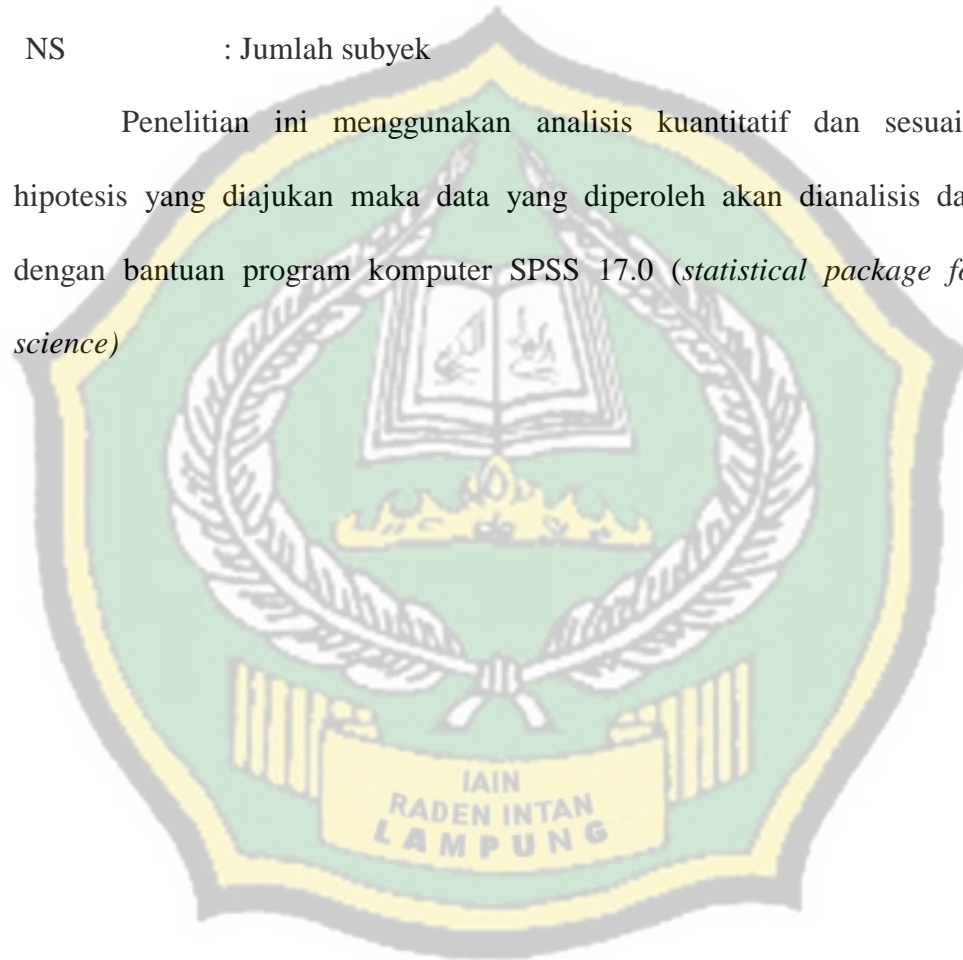 NS : Jumlah subyek
Penelitian ini menggunakan analisis kuantitatif dan sesuai
hipotesis yang diajukan maka data yang diperoleh akan dianalisis da
dengan bantuan program komputer SPSS 17.0 (statistical package fo
science)
IAIN
RADEN INTAN
LAMPUNG